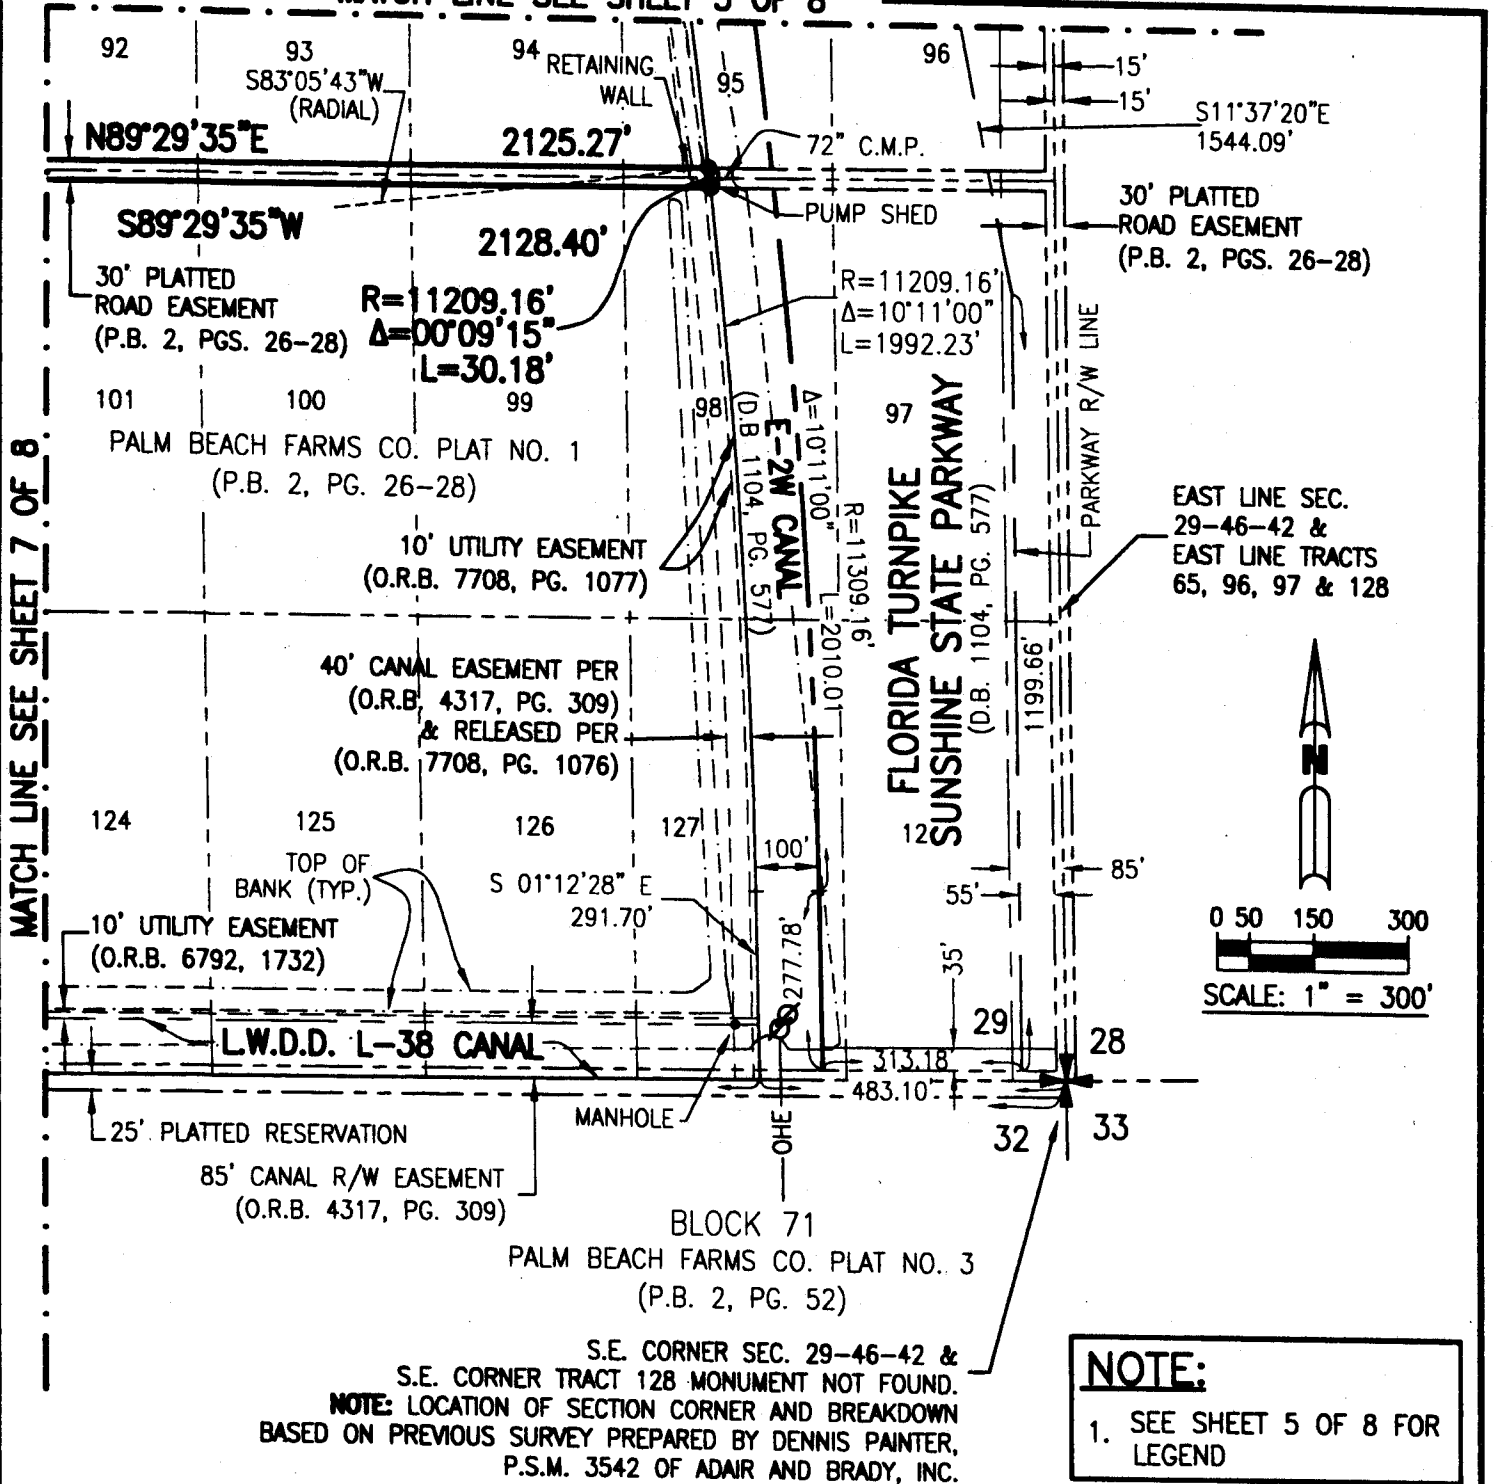 MATCH LINE SEE SHEET 5 OF 8
92
93
94
95
96
S83°05'43"W
(RADIAL)
RETAINING
WALL
15'
15'
S11°37'20"E
1544.09'
N89°29'35"E
2125.27'
72" C.M.P.
PUMP SHED
S89°29'35"W
2128.40'
30' PLATTED
ROAD EASEMENT
(P.B. 2, PGS. 26-28)
30' PLATTED
ROAD EASEMENT
(P.B. 2, PGS. 26-28)
R=11209.16'
Δ=00°09'15"
L=30.18'
R=11209.16'
Δ=10°11'00"
L=1992.23'
101
100
99
98
97
PALM BEACH FARMS CO. PLAT NO. 1
(P.B. 2, PG. 26-28)
MATCH LINE SEE SHEET 7 OF 8
10' UTILITY EASEMENT
(O.R.B. 7708, PG. 1077)
(D.B 1104, PG. 577)
E-2W CANAL
Δ=10°11'00"
R=11309.16'
L=2010.01
FLORIDA TURNPIKE
SUNSHINE STATE PARKWAY
(D.B. 1104, PG. 577)
1199.66'
PARKWAY R/W LINE
EAST LINE SEC.
29-46-42 &
EAST LINE TRACTS
65, 96, 97 & 128
40' CANAL EASEMENT PER
(O.R.B. 4317, PG. 309)
& RELEASED PER
(O.R.B. 7708, PG. 1076)
N
124
125
126
127
12
100'
85'
55'
35'
TOP OF
BANK (TYP.)
S 01°12'28" E
291.70'
277.78'
10' UTILITY EASEMENT
(O.R.B. 6792, 1732)
0 50 150 300
SCALE: 1" = 300'
L.W.D.D. L-38 CANAL
29
28
313.18'
483.10'
32
33
MANHOLE
OHE
25' PLATTED RESERVATION
85' CANAL R/W EASEMENT
(O.R.B. 4317, PG. 309)
BLOCK 71
PALM BEACH FARMS CO. PLAT NO. 3
(P.B. 2, PG. 52)
S.E. CORNER SEC. 29-46-42 &
S.E. CORNER TRACT 128 MONUMENT NOT FOUND.
NOTE: LOCATION OF SECTION CORNER AND BREAKDOWN
BASED ON PREVIOUS SURVEY PREPARED BY DENNIS PAINTER,
P.S.M. 3542 OF ADAIR AND BRADY, INC.
NOTE:
1. SEE SHEET 5 OF 8 FOR
LEGEND